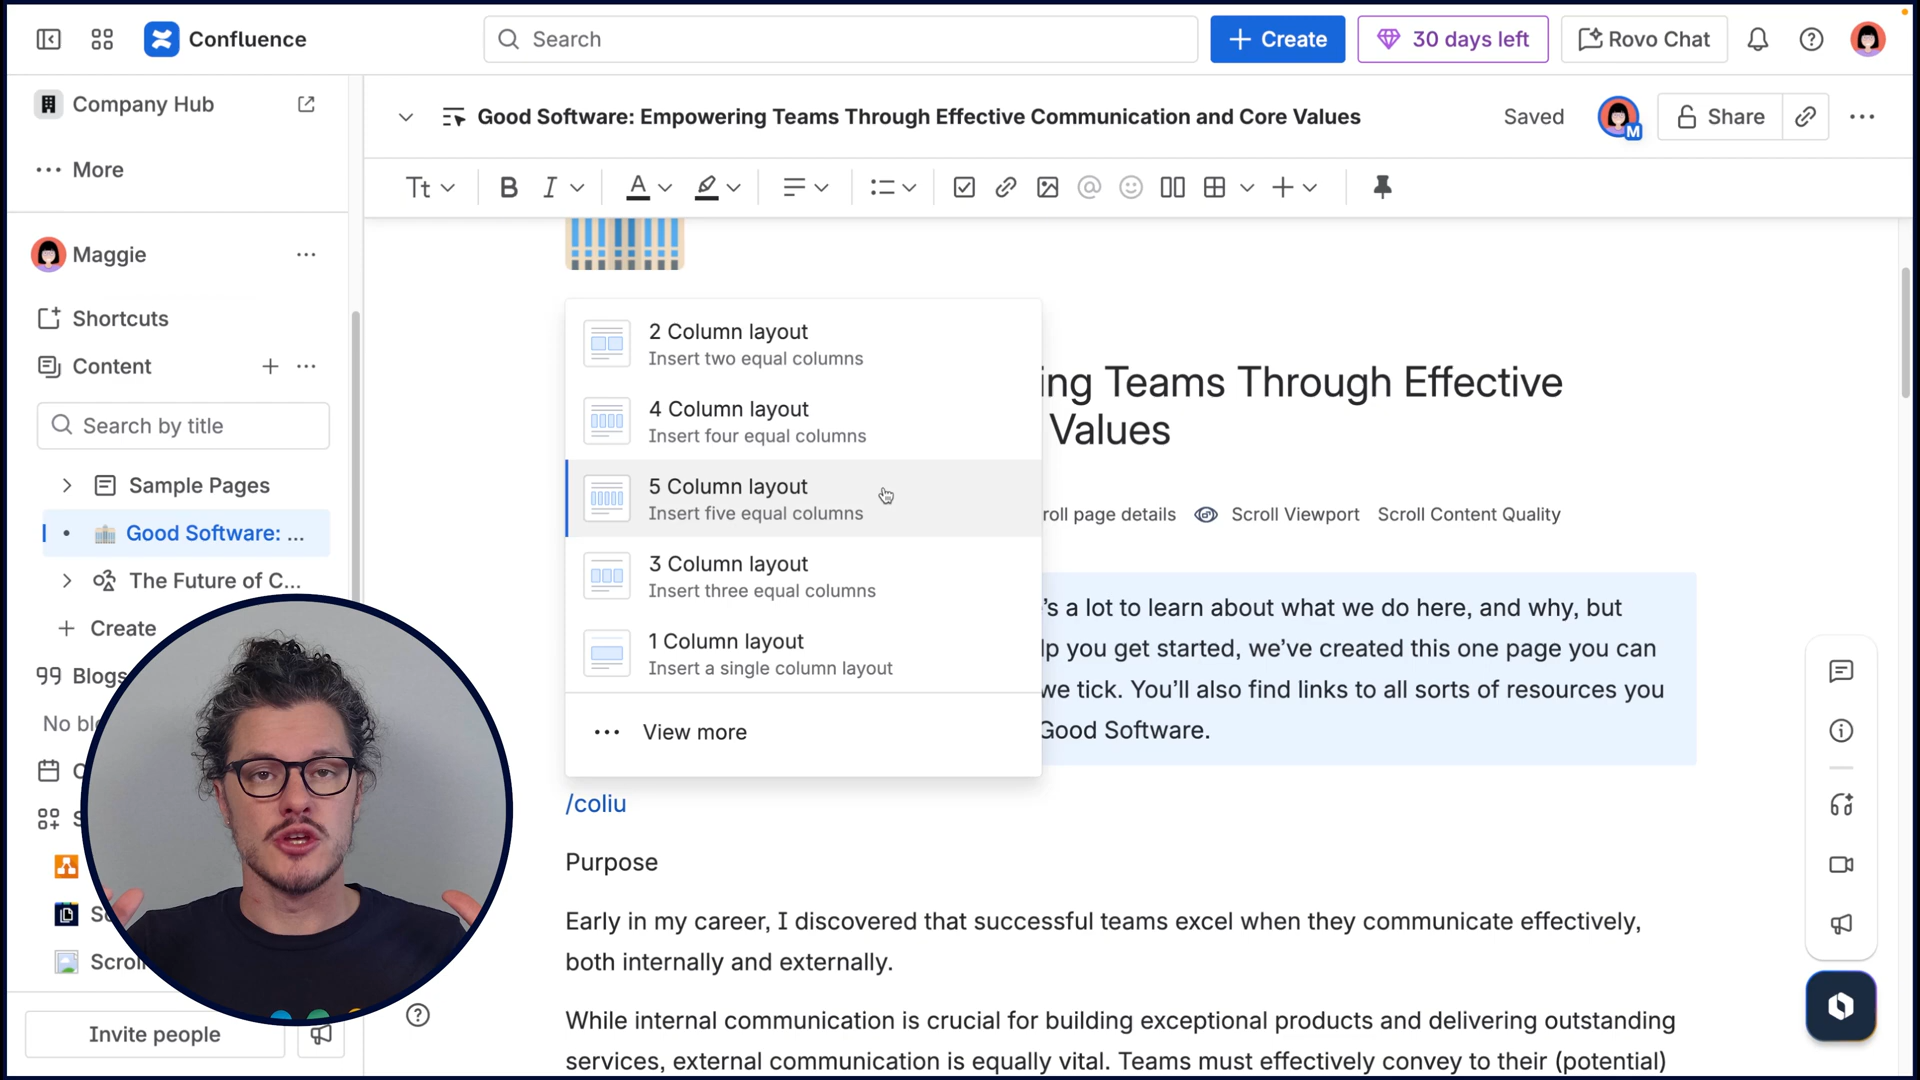 Confluence
Search
Create
30 days left
Rovo Chat
Company Hub
More
Maggie
Shortcuts
Content
Search by title
Sample Pages
Good Software: ...
The Future of C...
Create
Blogs
No
Scroll
Invite people
Good Software: Empowering Teams Through Effective Communication and Core Values
Saved
M
Share
Tt
B
I
A
2 Column layout
Insert two equal columns
4 Column layout
Insert four equal columns
5 Column layout
Insert five equal columns
3 Column layout
Insert three equal columns
1 Column layout
Insert a single column layout
View more
ing Teams Through Effective
Values
roll page details
Scroll Viewport
Scroll Content Quality
’s a lot to learn about what we do here, and why, but
lp you get started, we’ve created this one page you can
we tick. You’ll also find links to all sorts of resources you
Good Software.
/coliu
Purpose
Early in my career, I discovered that successful teams excel when they communicate effectively,
both internally and externally.
While internal communication is crucial for building exceptional products and delivering outstanding
services, external communication is equally vital. Teams must effectively convey to their (potential)